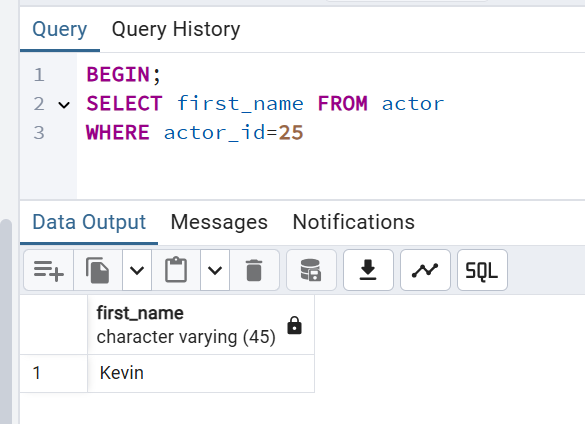 Query Query History
1 BEGIN;
2 SELECT first_name FROM actor
3 WHERE actor_id=25
Data Output Messages Notifications
SQL
first_name
character varying (45)
1 Kevin